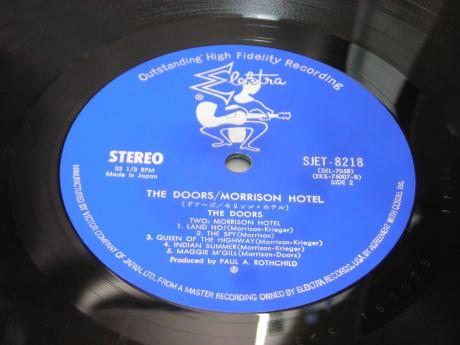 Outstanding High Fidelity Recording
Elektra
®
STEREO
33 1/3 RPM
Made in Japan
SJET-8218
(SEL-7058)
(EKS-75007-B)
SIDE 2
THE DOORS/MORRISON HOTEL
(ドアーズ/モリソン・ホテル)
THE DOORS
TWO: MORRISON HOTEL
1. LAND HO!(Morrison-Krieger)
2. THE SPY(Morrison)
3. QUEEN OF THE HIGHWAY(Morrison-Krieger)
4. INDIAN SUMMER(Morrison-Krieger)
5. MAGGIE M'GILL(Morrison-Doors)
Produced by PAUL A. ROTHCHILD
Ⓟ
MANUFACTURED BY VICTOR COMPANY OF JAPAN, LTD., FROM A MASTER RECORDING OWNED BY ELEKTRA RECORDS, USA BY AGREEMENT WITH COSDEL INC.